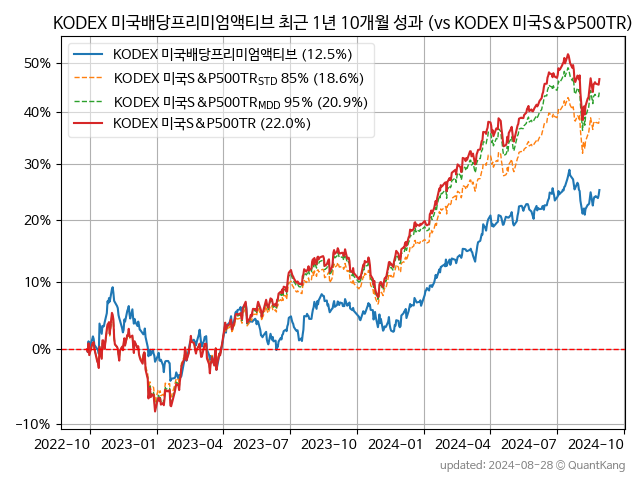 KODEX 미국배당프리미엄액티브 최근 1년 10개월 성과 (vs KODEX 미국S&P500TR)
KODEX 미국배당프리미엄액티브 (12.5%)
KODEX 미국S&P500TR_STD 85% (18.6%)
KODEX 미국S&P500TR_MDD 95% (20.9%)
KODEX 미국S&P500TR (22.0%)
50%
40%
30%
20%
10%
0%
−10%
2022-10 2023-01 2023-04 2023-07 2023-10 2024-01 2024-04 2024-07 2024-10
updated: 2024-08-28 © QuantKang